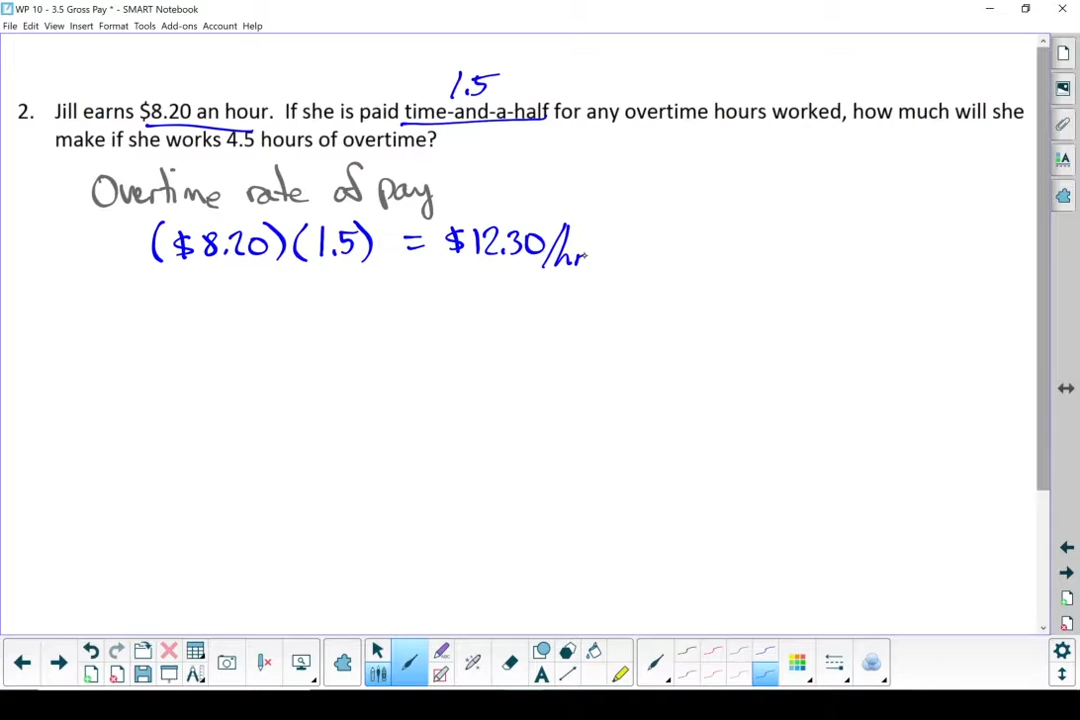 WP 10 - 3.5 Gross Pay * - SMART Notebook
File Edit View Insert Format Tools Add-ons Account Help
1.5
2. Jill earns $8.20 an hour. If she is paid time-and-a-half for any overtime hours worked, how much will she
make if she works 4.5 hours of overtime?
Overtime rate of pay
($8.20)(1.5) = $12.30/hr